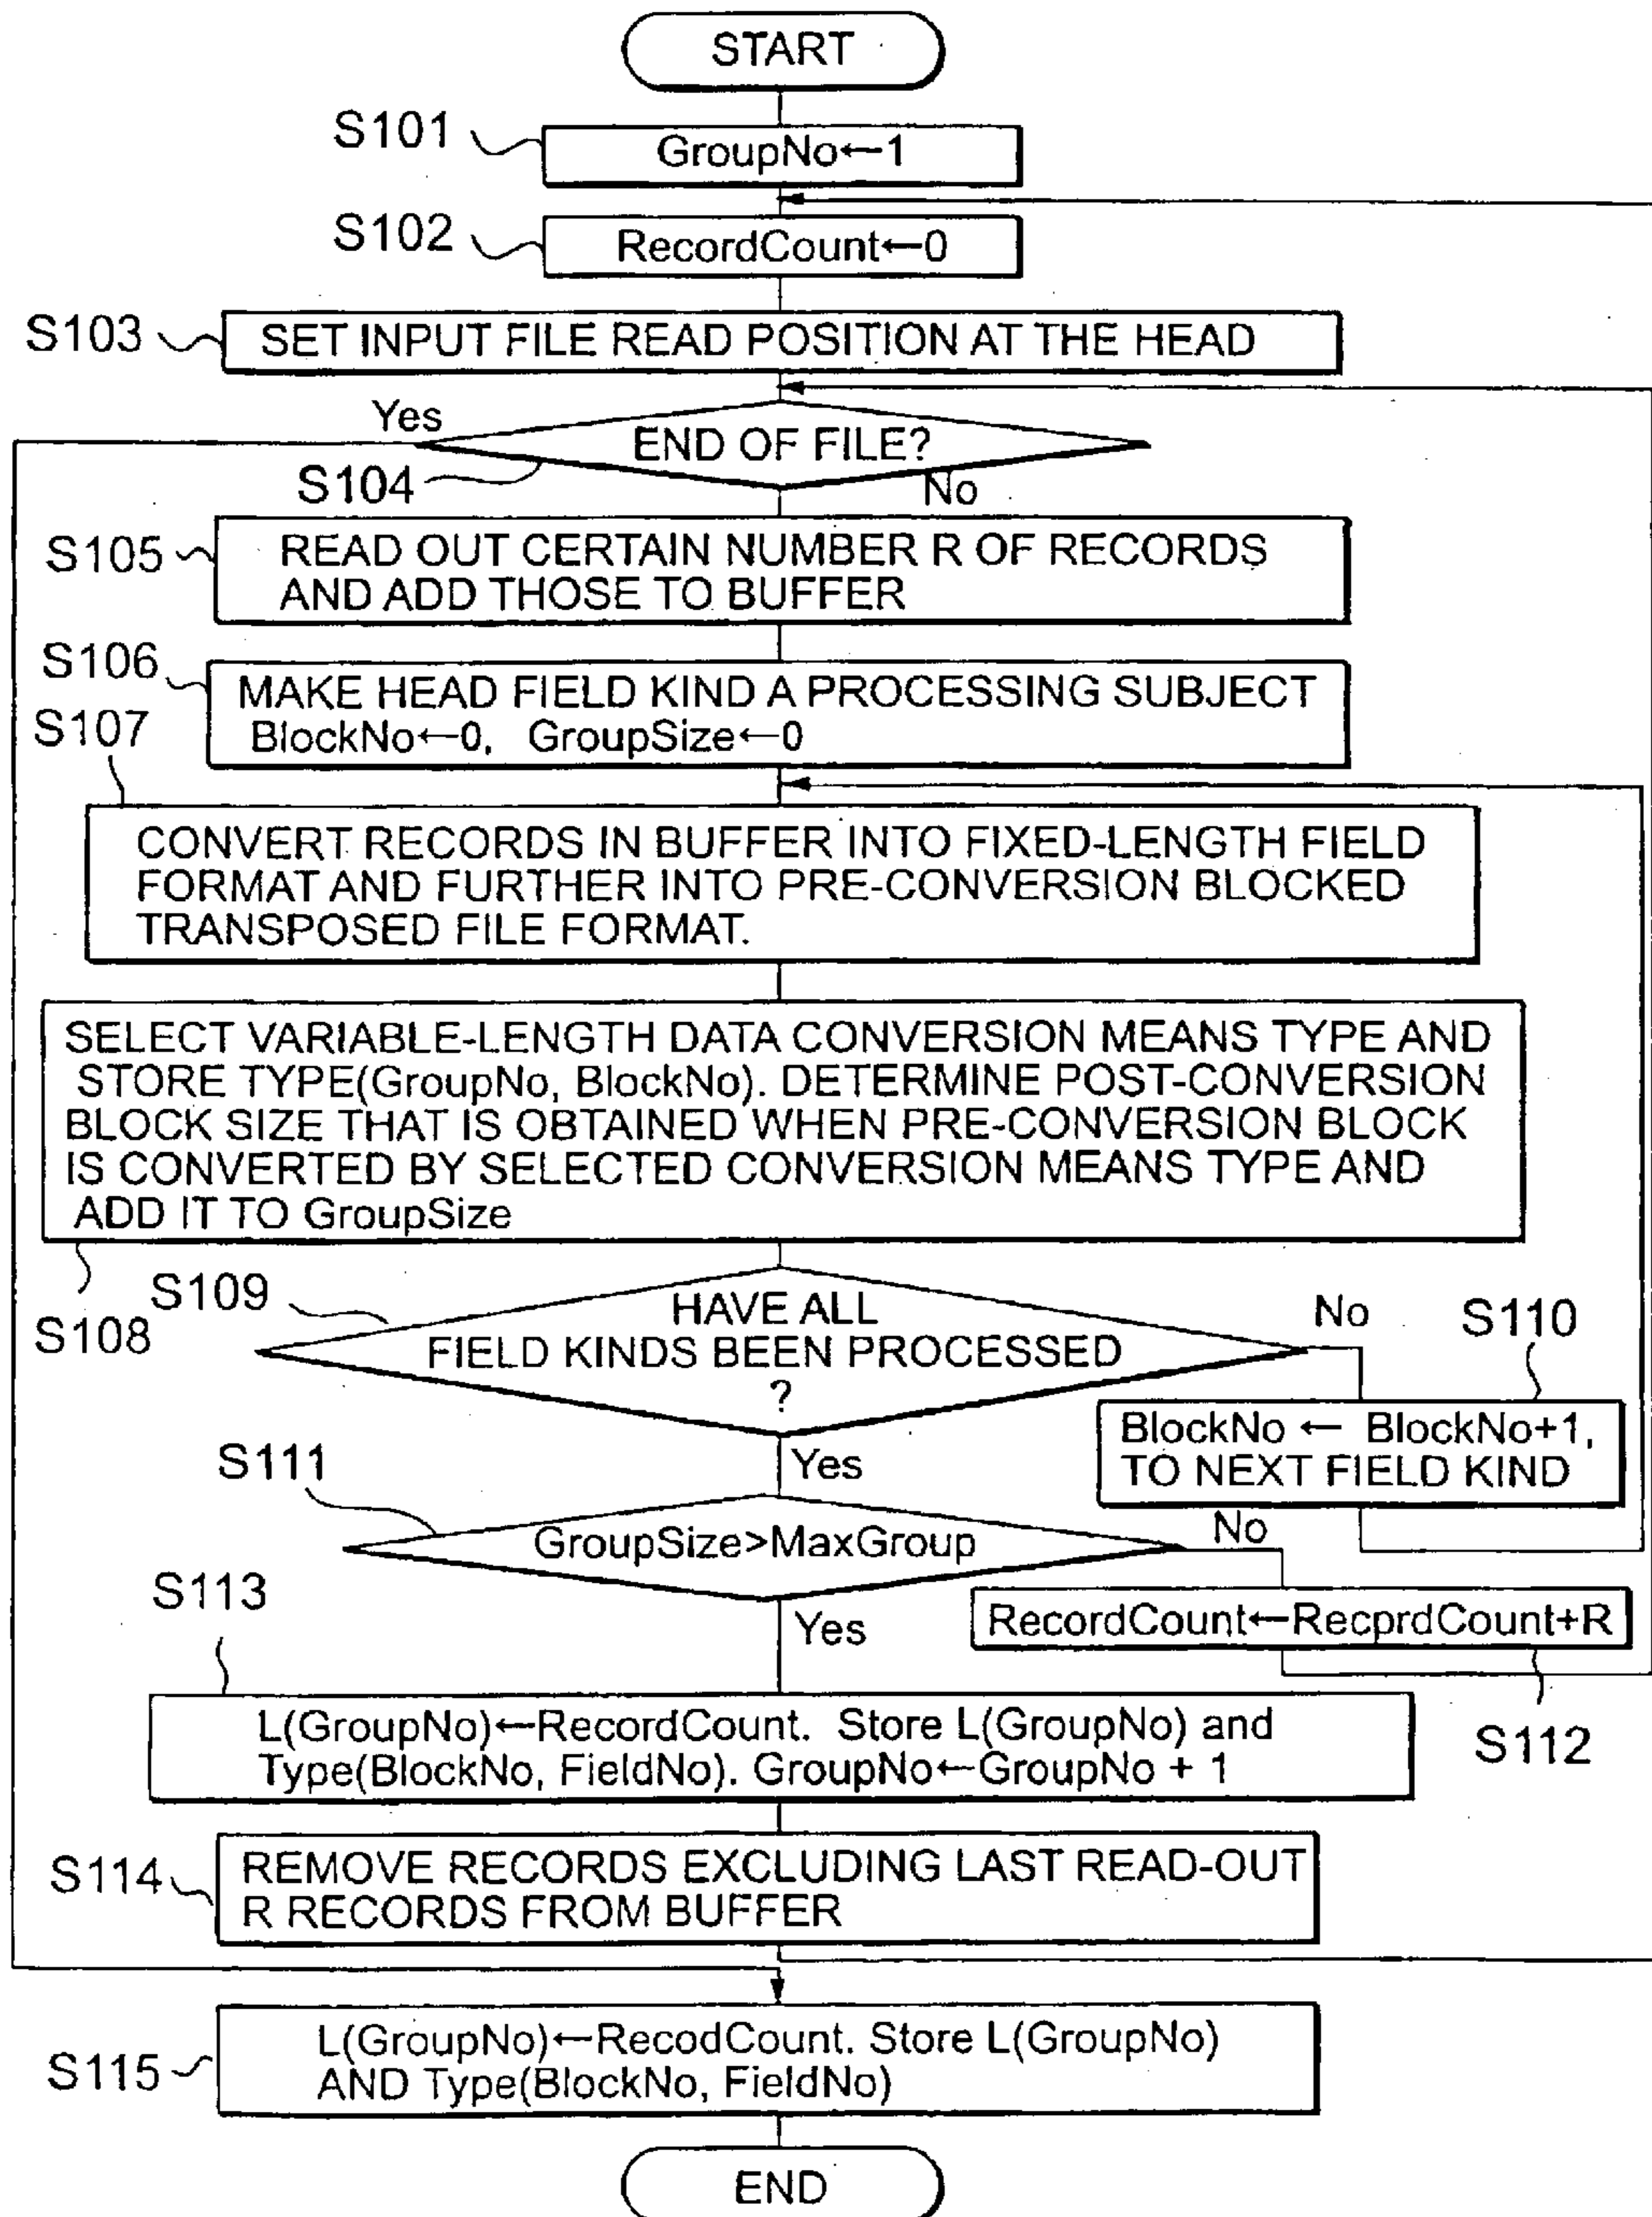 START
S101
GroupNo←1
S102
RecordCount←0
S103
SET INPUT FILE READ POSITION AT THE HEAD
Yes
END OF FILE?
S104
No
S105
READ OUT CERTAIN NUMBER R OF RECORDS
AND ADD THOSE TO BUFFER
S106
MAKE HEAD FIELD KIND A PROCESSING SUBJECT
BlockNo←0, GroupSize←0
S107
CONVERT RECORDS IN BUFFER INTO FIXED-LENGTH FIELD
FORMAT AND FURTHER INTO PRE-CONVERSION BLOCKED
TRANSPOSED FILE FORMAT.
SELECT VARIABLE-LENGTH DATA CONVERSION MEANS TYPE AND
STORE TYPE(GroupNo, BlockNo). DETERMINE POST-CONVERSION
BLOCK SIZE THAT IS OBTAINED WHEN PRE-CONVERSION BLOCK
IS CONVERTED BY SELECTED CONVERSION MEANS TYPE AND
ADD IT TO GroupSize
S108
S109
HAVE ALL
FIELD KINDS BEEN PROCESSED
?
No
S110
BlockNo ← BlockNo+1,
TO NEXT FIELD KIND
Yes
S111
GroupSize>MaxGroup
No
RecordCount←RecprdCount+R
S112
Yes
S113
L(GroupNo)←RecordCount. Store L(GroupNo) and
Type(BlockNo, FieldNo). GroupNo←GroupNo + 1
S114
REMOVE RECORDS EXCLUDING LAST READ-OUT
R RECORDS FROM BUFFER
S115
L(GroupNo)←RecodCount. Store L(GroupNo)
AND Type(BlockNo, FieldNo)
END